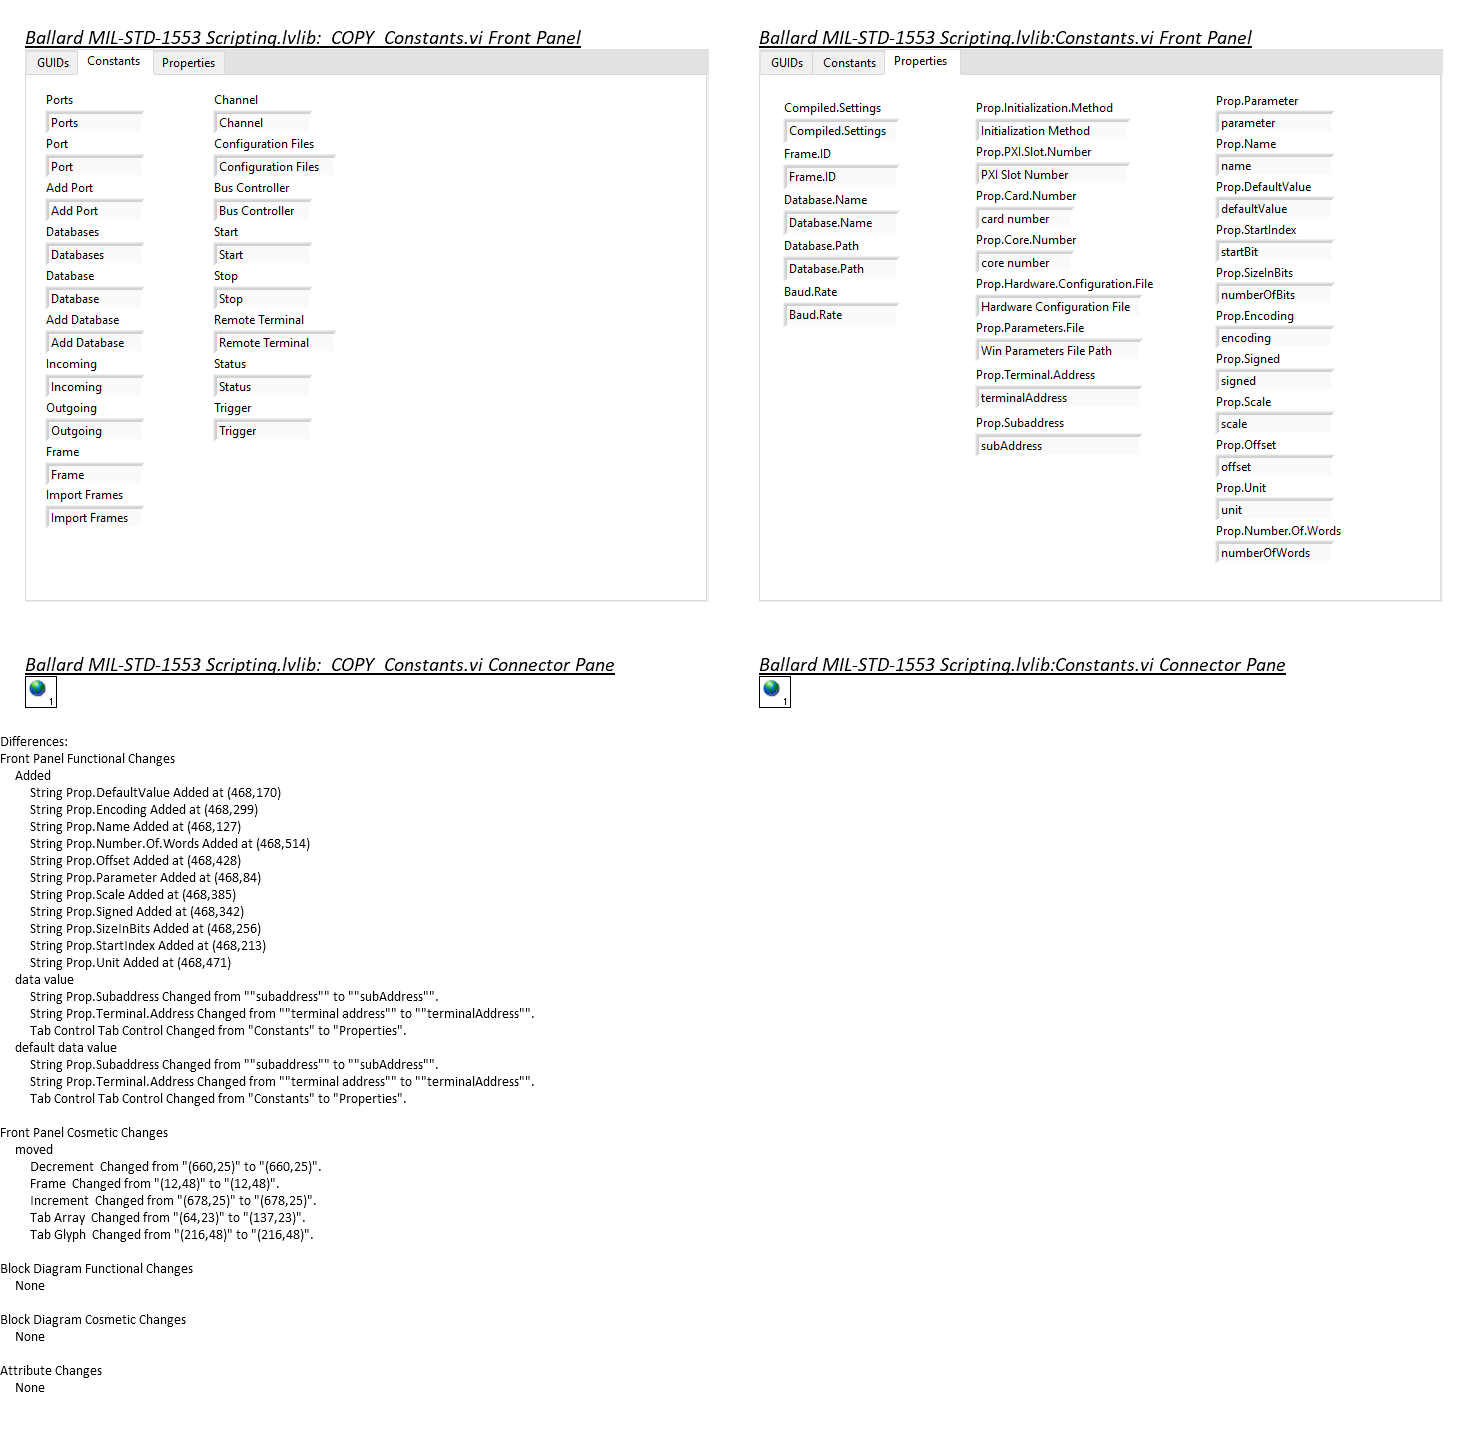 Ballard MIL-STD-1553 Scripting.lvlib:_COPY_Constants.vi Front Panel
GUIDs Constants Properties
Ports
Ports
Port
Port
Add Port
Add Port
Databases
Databases
Database
Database
Add Database
Add Database
Incoming
Incoming
Outgoing
Outgoing
Frame
Frame
Import Frames
Import Frames
Channel
Channel
Configuration Files
Configuration Files
Bus Controller
Bus Controller
Start
Start
Stop
Stop
Remote Terminal
Remote Terminal
Status
Status
Trigger
Trigger
Ballard MIL-STD-1553 Scripting.lvlib:Constants.vi Front Panel
GUIDs Constants Properties
Compiled.Settings
Compiled.Settings
Frame.ID
Frame.ID
Database.Name
Database.Name
Database.Path
Database.Path
Baud.Rate
Baud.Rate
Prop.Initialization.Method
Initialization Method
Prop.PXI.Slot.Number
PXI Slot Number
Prop.Card.Number
card number
Prop.Core.Number
core number
Prop.Hardware.Configuration.File
Hardware Configuration File
Prop.Parameters.File
Win Parameters File Path
Prop.Terminal.Address
terminalAddress
Prop.Subaddress
subAddress
Prop.Parameter
parameter
Prop.Name
name
Prop.DefaultValue
defaultValue
Prop.StartIndex
startBit
Prop.SizeInBits
numberOfBits
Prop.Encoding
encoding
Prop.Signed
signed
Prop.Scale
scale
Prop.Offset
offset
Prop.Unit
unit
Prop.Number.Of.Words
numberOfWords
Ballard MIL-STD-1553 Scripting.lvlib:_COPY_Constants.vi Connector Pane
1
Ballard MIL-STD-1553 Scripting.lvlib:Constants.vi Connector Pane
1
Differences:
Front Panel Functional Changes
Added
String Prop.DefaultValue Added at (468,170)
String Prop.Encoding Added at (468,299)
String Prop.Name Added at (468,127)
String Prop.Number.Of.Words Added at (468,514)
String Prop.Offset Added at (468,428)
String Prop.Parameter Added at (468,84)
String Prop.Scale Added at (468,385)
String Prop.Signed Added at (468,342)
String Prop.SizeInBits Added at (468,256)
String Prop.StartIndex Added at (468,213)
String Prop.Unit Added at (468,471)
data value
String Prop.Subaddress Changed from ""subaddress"" to ""subAddress"".
String Prop.Terminal.Address Changed from ""terminal address"" to ""terminalAddress"".
Tab Control Tab Control Changed from "Constants" to "Properties".
default data value
String Prop.Subaddress Changed from ""subaddress"" to ""subAddress"".
String Prop.Terminal.Address Changed from ""terminal address"" to ""terminalAddress"".
Tab Control Tab Control Changed from "Constants" to "Properties".
Front Panel Cosmetic Changes
moved
Decrement  Changed from "(660,25)" to "(660,25)".
Frame  Changed from "(12,48)" to "(12,48)".
Increment  Changed from "(678,25)" to "(678,25)".
Tab Array  Changed from "(64,23)" to "(137,23)".
Tab Glyph  Changed from "(216,48)" to "(216,48)".
Block Diagram Functional Changes
None
Block Diagram Cosmetic Changes
None
Attribute Changes
None